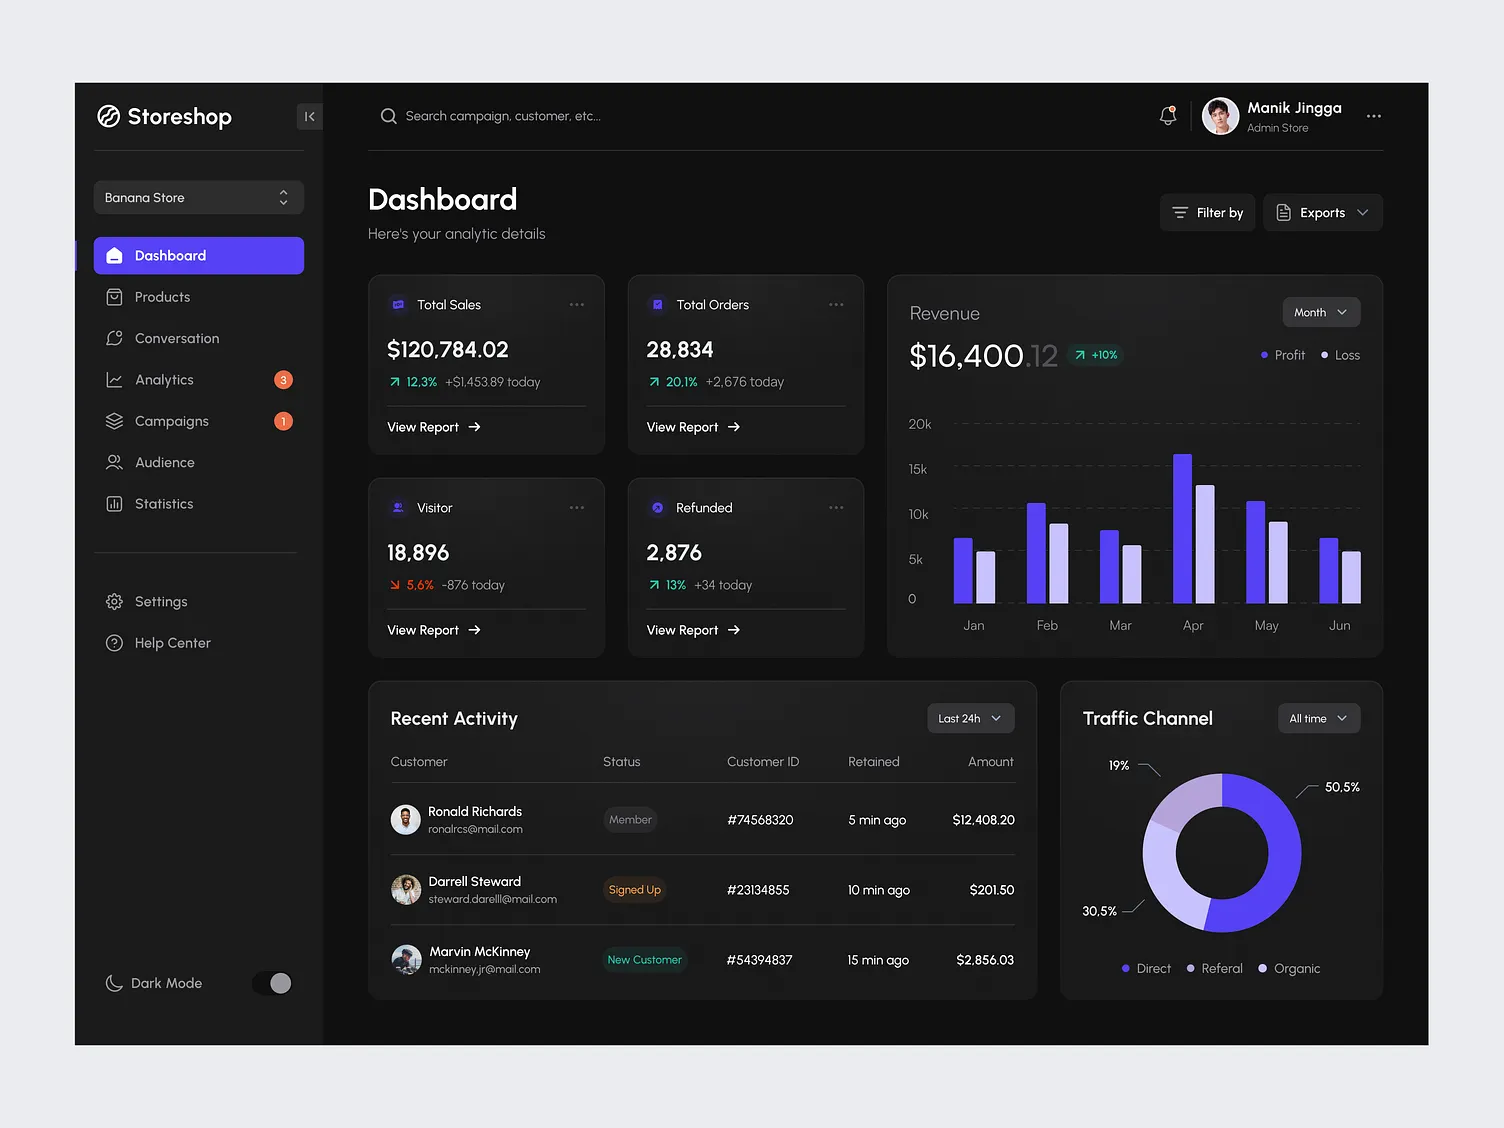 Storeshop
Banana Store
Dashboard
Products
Conversation
Analytics 3
Campaigns 1
Audience
Statistics
Settings
Help Center
Dark Mode
Search campaign, customer, etc...
Manik Jingga
Admin Store
Dashboard
Here's your analytic details
Filter by
Exports
Total Sales
$120,784.02
12,3% +$1,453.89 today
View Report
Total Orders
28,834
20,1% +2,676 today
View Report
Visitor
18,896
5,6% -876 today
View Report
Refunded
2,876
13% +34 today
View Report
Revenue
Month
$16,400.12 +10%
Profit Loss
20k
15k
10k
5k
0
Jan Feb Mar Apr May Jun
Recent Activity
Last 24h
Customer Status Customer ID Retained Amount
Ronald Richards
ronalrcs@mail.com
Member #74568320 5 min ago $12,408.20
Darrell Steward
steward.darelll@mail.com
Signed Up #23134855 10 min ago $201.50
Marvin McKinney
mckinney,jr@mail.com
New Customer #54394837 15 min ago $2,856.03
Traffic Channel
All time
19%
50,5%
30,5%
Direct Referal Organic